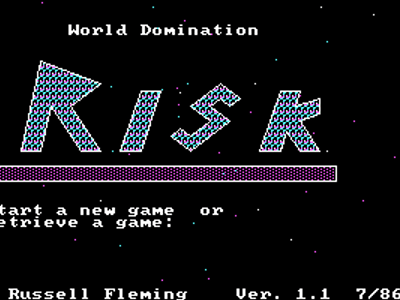 World Domination
Risk
tart a new game or
etrieve a game:
Russell Fleming Ver. 1.1 7/86